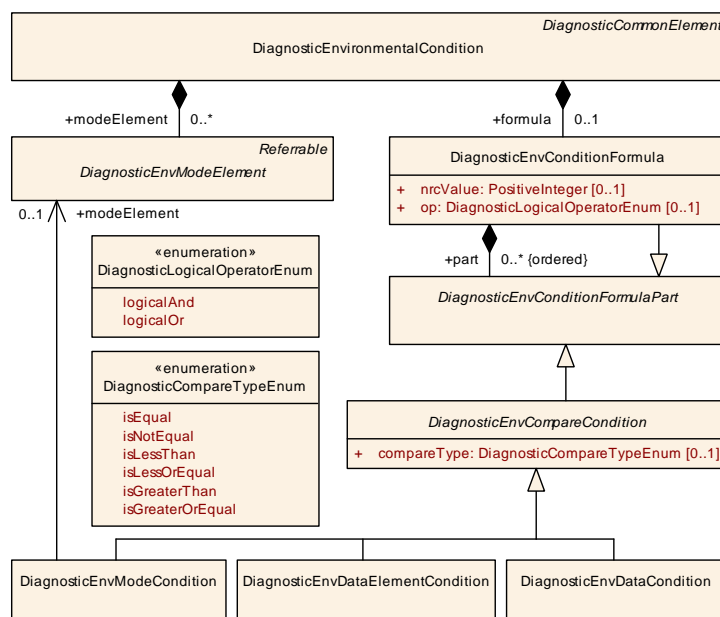 DiagnosticCommonElement
DiagnosticEnvironmentalCondition
+modeElement 0..*
+formula 0..1
Referrable
DiagnosticEnvModeElement
DiagnosticEnvConditionFormula
+ nrcValue: PositiveInteger [0..1]
+ op: DiagnosticLogicalOperatorEnum [0..1]
0..1 +modeElement
«enumeration»
DiagnosticLogicalOperatorEnum
logicalAnd
logicalOr
+part 0..* {ordered}
DiagnosticEnvConditionFormulaPart
«enumeration»
DiagnosticCompareTypeEnum
isEqual
isNotEqual
isLessThan
isLessOrEqual
isGreaterThan
isGreaterOrEqual
DiagnosticEnvCompareCondition
+ compareType: DiagnosticCompareTypeEnum [0..1]
DiagnosticEnvModeCondition
DiagnosticEnvDataElementCondition
DiagnosticEnvDataCondition